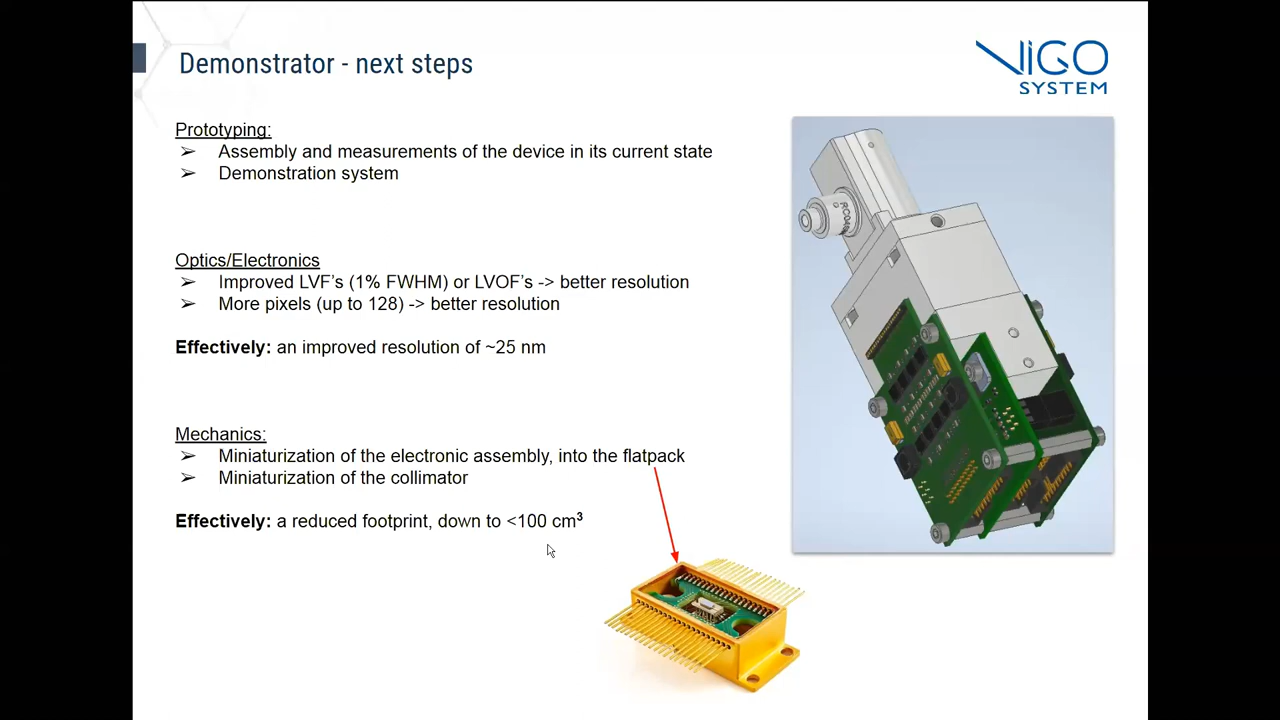 Demonstrator - next steps
VIGO
SYSTEM
Prototyping:
➢ Assembly and measurements of the device in its current state
➢ Demonstration system
Optics/Electronics
➢ Improved LVF's (1% FWHM) or LVOF's -> better resolution
➢ More pixels (up to 128) -> better resolution
Effectively: an improved resolution of ~25 nm
Mechanics:
➢ Miniaturization of the electronic assembly, into the flatpack
➢ Miniaturization of the collimator
Effectively: a reduced footprint, down to <100 cm³